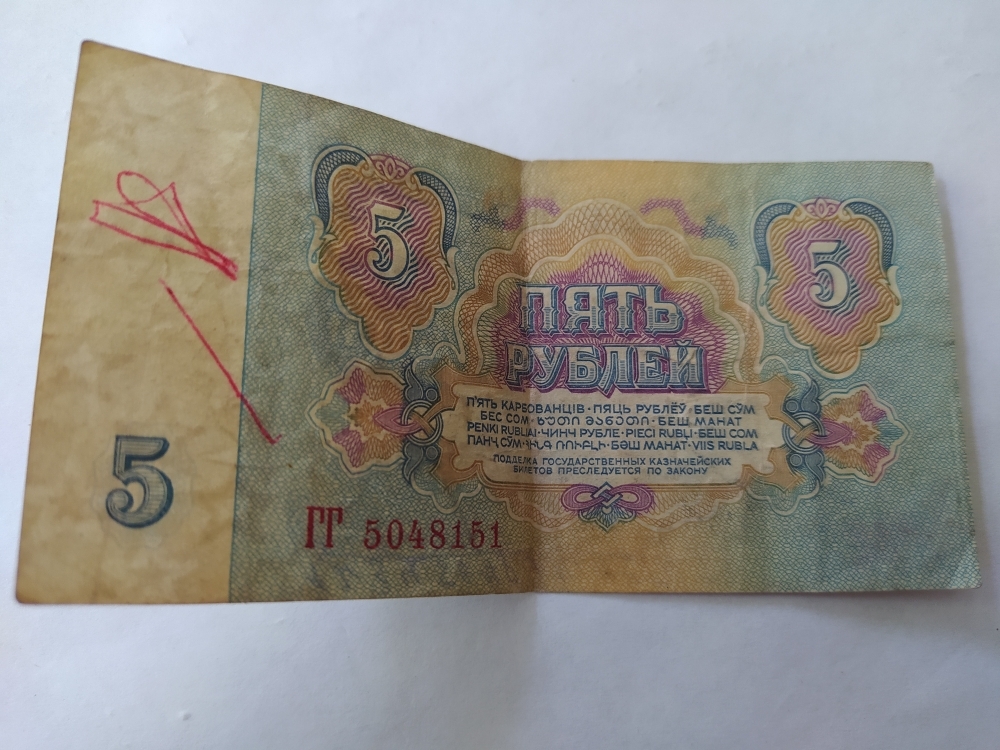 5
5
ПЯТЬ
РУБЛЕЙ
П'ЯТЬ КАРБОВАНЦІВ · ПЯЦЬ РУБЛЁЎ · БЕШ СЎМ
БЕС СОМ · ᲮᲣᲗᲘ ᲛᲐᲜᲔᲗᲘ · БЕШ МАНАТ
PENKI RUBLIAI · ЧИНЧ РУБЛЕ · PIECI RUBĻI · БЕШ СОМ
ПАНҶ СЎМ · ՀԻՆԳ ՌՈՒԲԼԻ · БӘШ МАНАТ · VIIS RUBLA
ПОДДЕЛКА ГОСУДАРСТВЕННЫХ КАЗНАЧЕЙСКИХ
БИЛЕТОВ ПРЕСЛЕДУЕТСЯ ПО ЗАКОНУ
5
ГТ 5048151